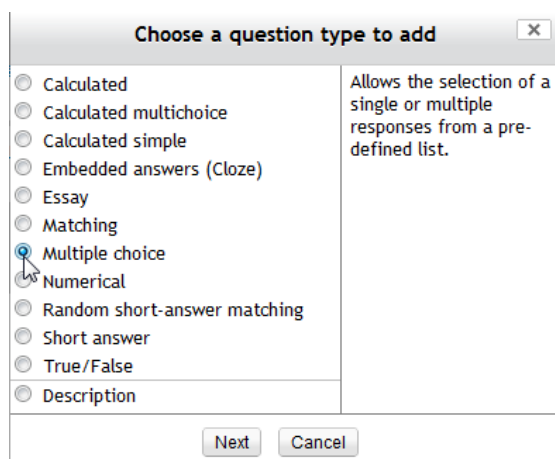 Choose a question type to add
Calculated
Calculated multichoice
Calculated simple
Embedded answers (Cloze)
Essay
Matching
Multiple choice
Numerical
Random short-answer matching
Short answer
True/False
Description
Allows the selection of a
single or multiple
responses from a pre-
defined list.
Next
Cancel